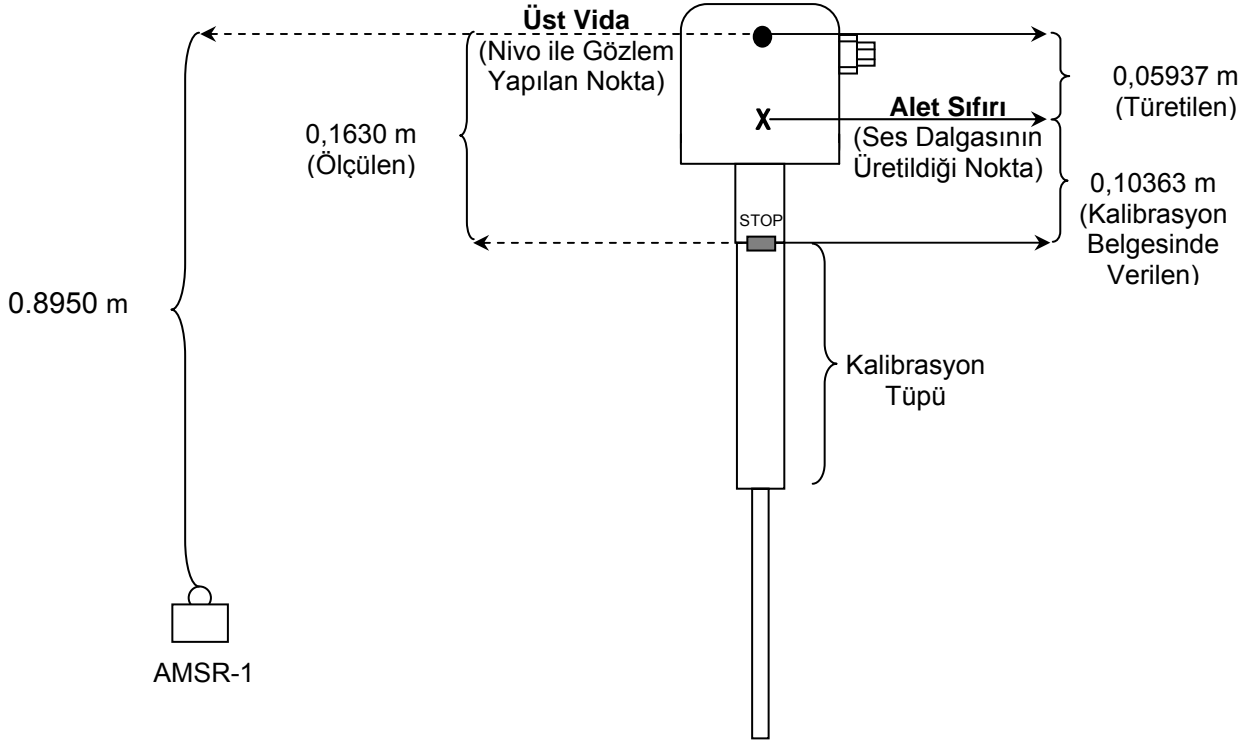 Üst Vida
(Nivo ile Gözlem
Yapılan Nokta)
0,05937 m
(Türetilen)
Alet Sıfırı
(Ses Dalgasının
Üretildiği Nokta)
0,1630 m
(Ölçülen)
X
0,10363 m
(Kalibrasyon
Belgesinde
Verilen)
STOP
0.8950 m
Kalibrasyon
Tüpü
AMSR-1